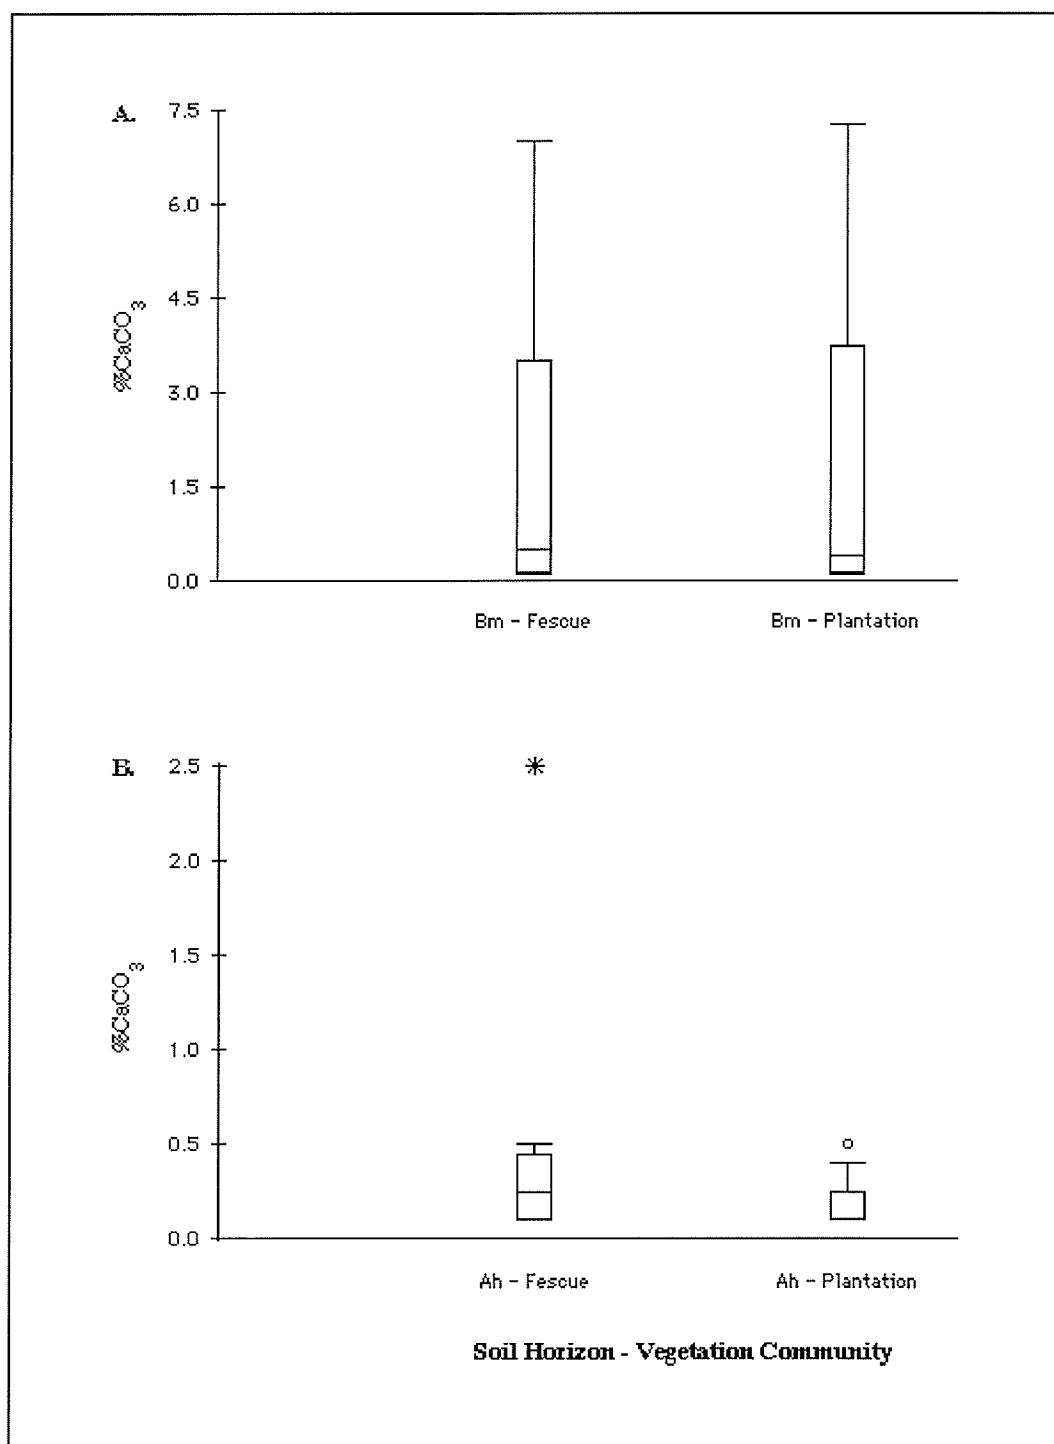 A.
7.5
6.0
4.5
3.0
1.5
0.0
%CaCO3
Bm - Fescue
Bm - Plantation
B.
2.5
2.0
1.5
1.0
0.5
0.0
%CaCO3
Ah - Fescue
Ah - Plantation
Soil Horizon - Vegetation Community